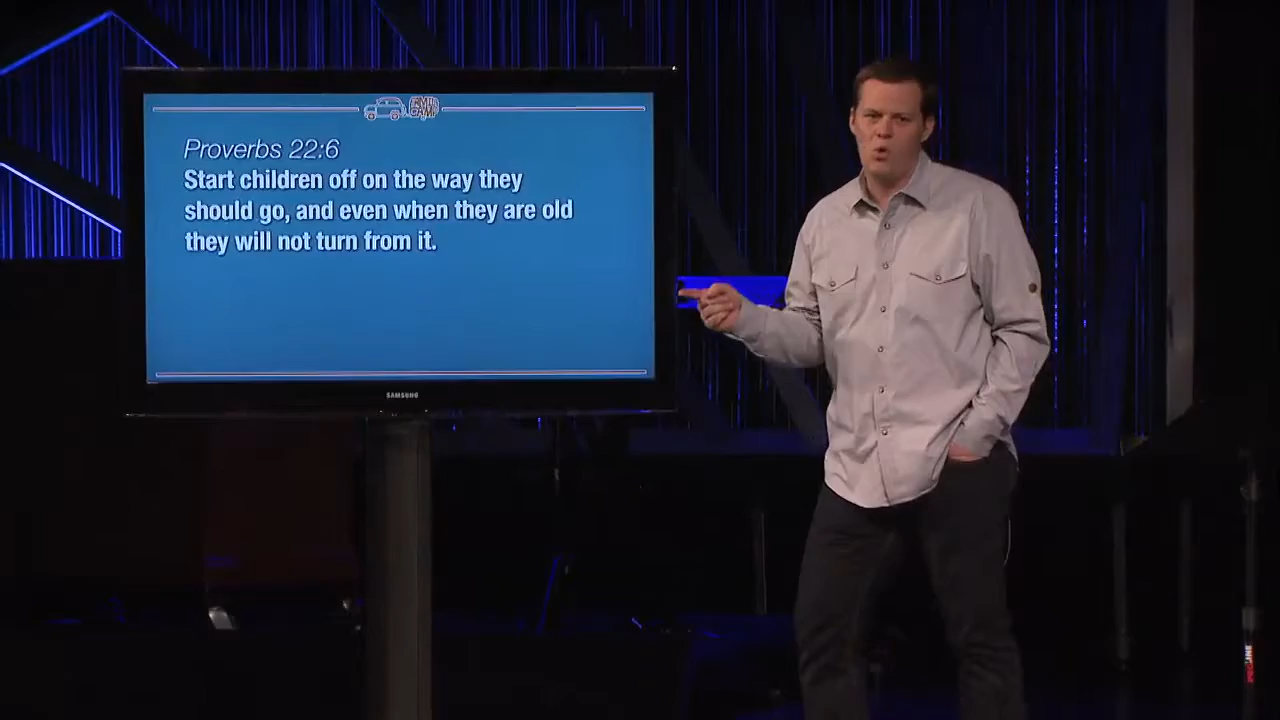 Proverbs 22:6
Start children off on the way they
should go, and even when they are old
they will not turn from it.
SAMSUNG